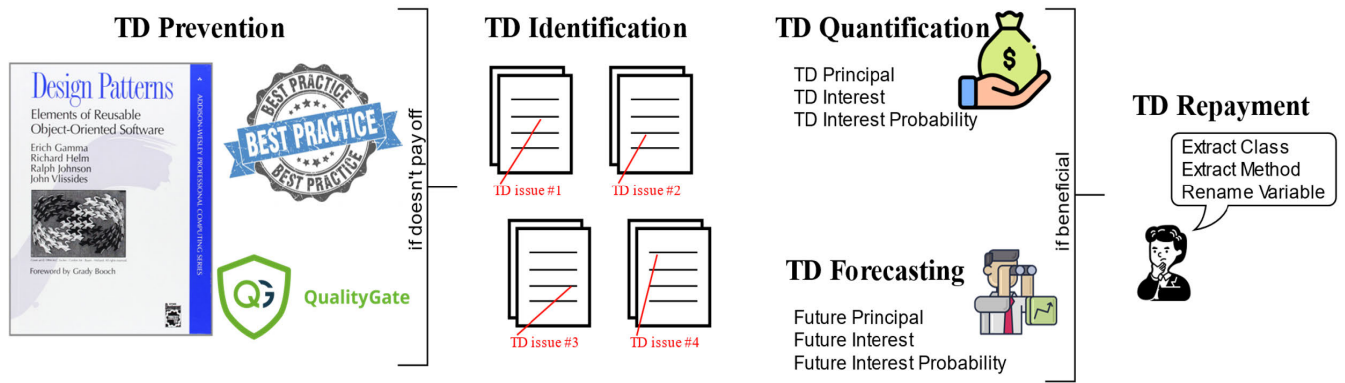 TD Prevention
Design Patterns
Elements of Reusable
Object-Oriented Software
Erich Gamma
Richard Helm
Ralph Johnson
John Vlissides
Foreword by Grady Booch
ADDISON-WESLEY PROFESSIONAL COMPUTING SERIES
BEST PRACTICE
BEST PRACTICE
BEST PRACTICE
QG
QualityGate
if doesn't pay off
TD Identification
TD issue #1
TD issue #2
TD issue #3
TD issue #4
TD Quantification
$
TD Principal
TD Interest
TD Interest Probability
TD Forecasting
Future Principal
Future Interest
Future Interest Probability
if beneficial
TD Repayment
Extract Class
Extract Method
Rename Variable